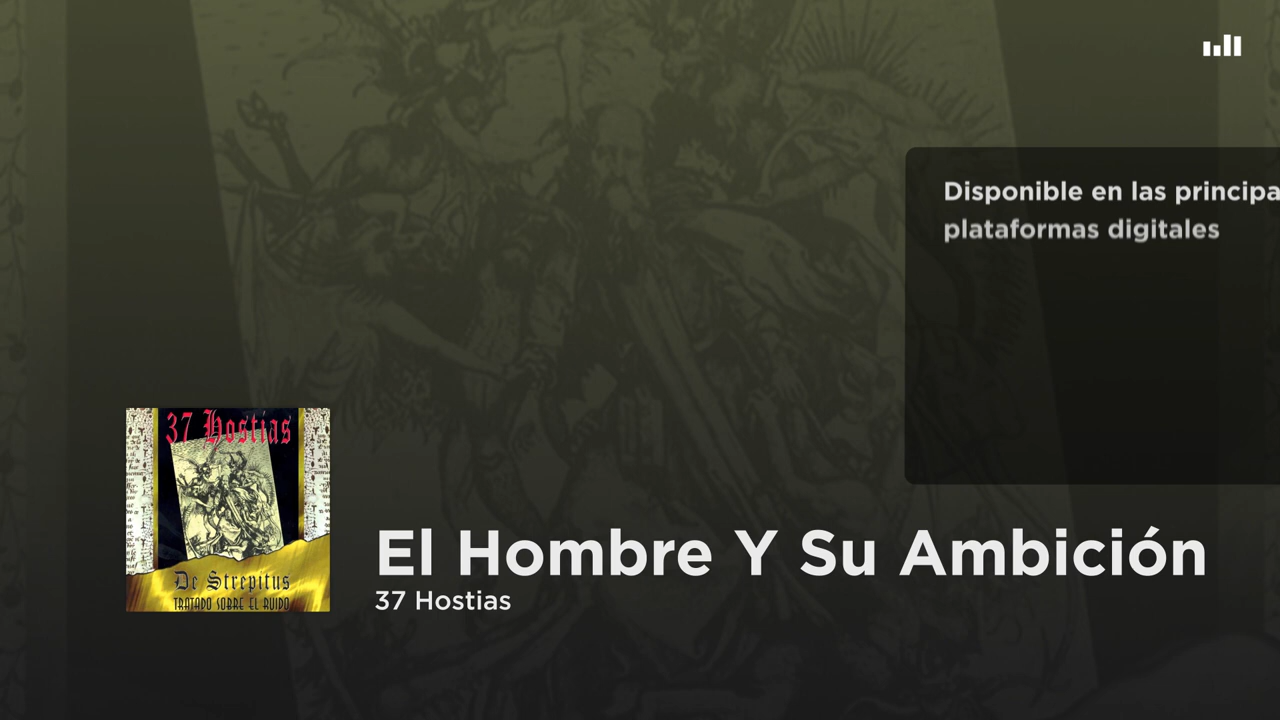 Disponible en las principa
plataformas digitales
37 Hostias
De Strepitus
TRATADO SOBRE EL RUIDO
El Hombre Y Su Ambición
37 Hostias